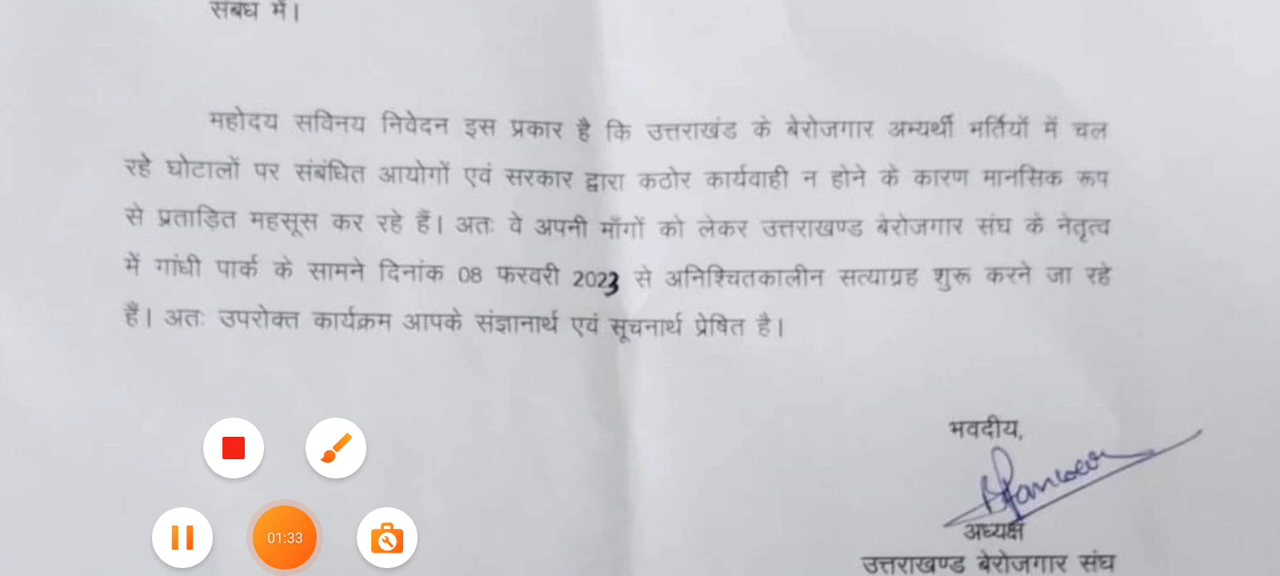 संबंध में।
महोदय सविनय निवेदन इस प्रकार है कि उत्तराखंड के बेरोजगार अभ्यर्थी भर्तियों में चल
रहे घोटालों पर संबंधित आयोगों एवं सरकार द्वारा कठोर कार्यवाही न होने के कारण मानसिक रूप
से प्रताड़ित महसूस कर रहे हैं। अतः वे अपनी माँगों को लेकर उत्तराखण्ड बेरोजगार संघ के नेतृत्व
में गांधी पार्क के सामने दिनांक 08 फरवरी 2023 से अनिश्चितकालीन सत्याग्रह शुरू करने जा रहे
हैं। अतः उपरोक्त कार्यक्रम आपके संज्ञानार्थ एवं सूचनार्थ प्रेषित है।
भवदीय,
अध्यक्ष
उत्तराखण्ड बेरोजगार संघ
01:33